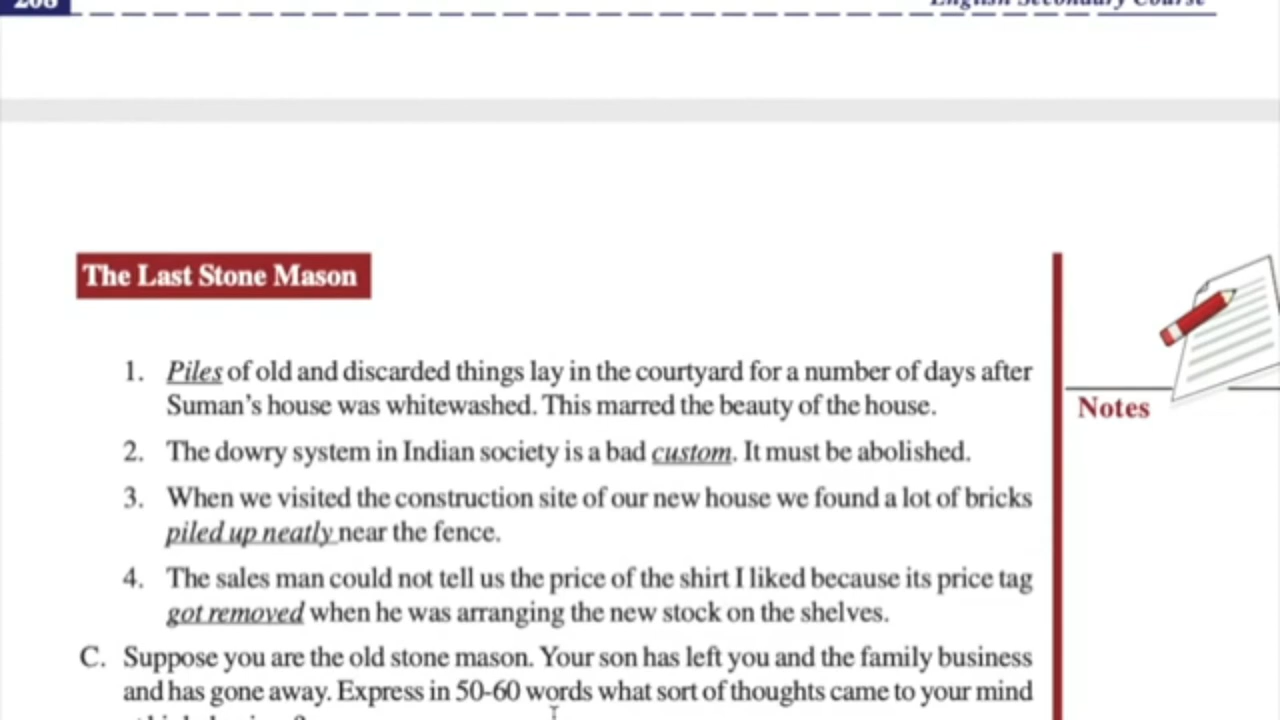 208
English Secondary Course
The Last Stone Mason
1. Piles of old and discarded things lay in the courtyard for a number of days after
Suman's house was whitewashed. This marred the beauty of the house.
Notes
2. The dowry system in Indian society is a bad custom. It must be abolished.
3. When we visited the construction site of our new house we found a lot of bricks
piled up neatly near the fence.
4. The sales man could not tell us the price of the shirt I liked because its price tag
got removed when he was arranging the new stock on the shelves.
C. Suppose you are the old stone mason. Your son has left you and the family business
and has gone away. Express in 50-60 words what sort of thoughts came to your mind